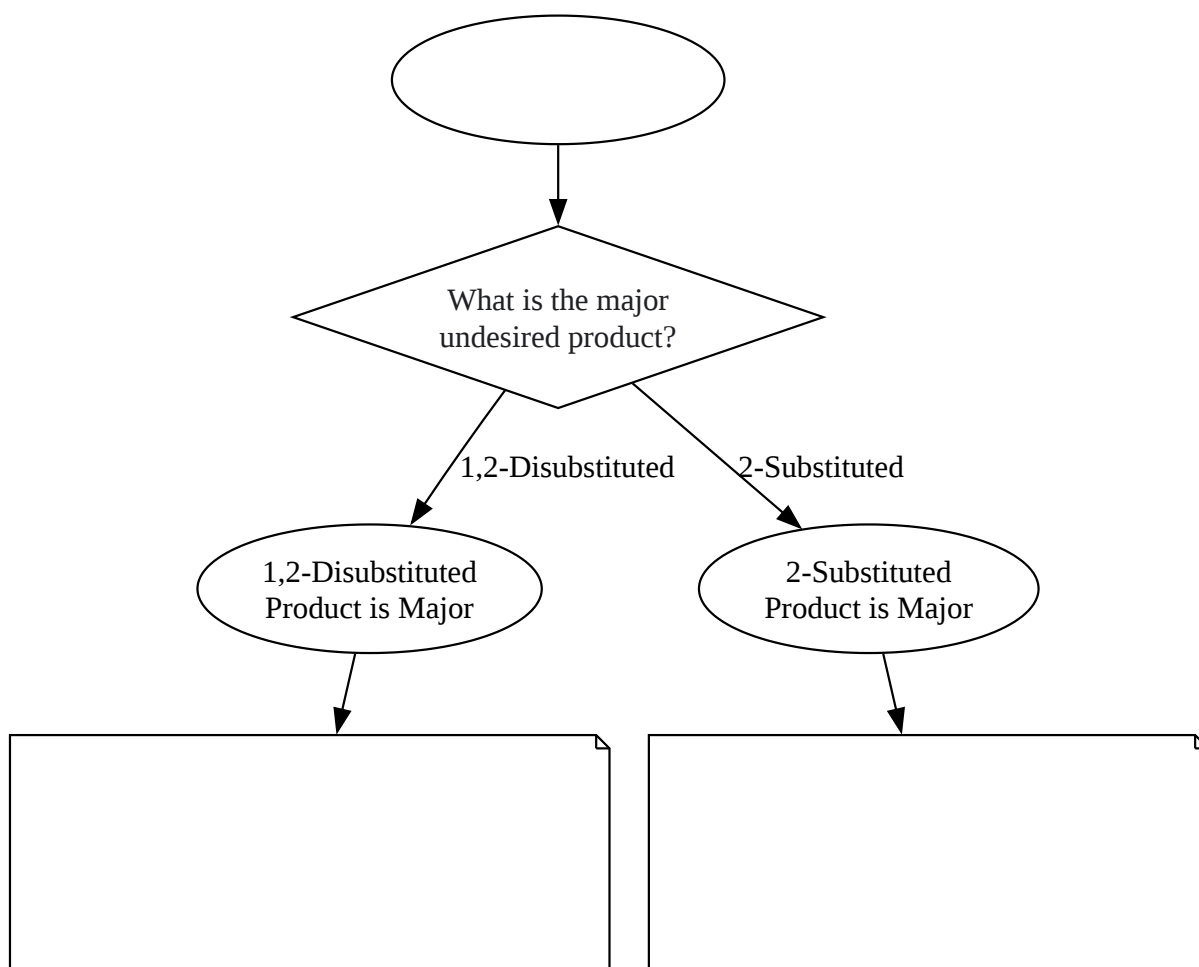 What is the major
undesired product?
1,2-Disubstituted
2-Substituted
1,2-Disubstituted
Product is Major
2-Substituted
Product is Major